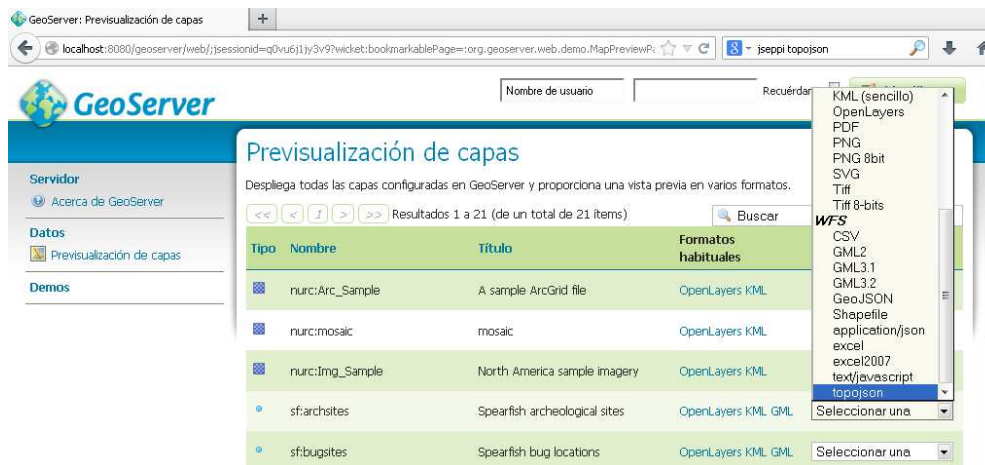 GeoServer: Previsualización de capas
localhost:8080/geoserver/web/;jsessionid=q0vu6j1jy3v9?wicket:bookmarkablePage=:org.geoserver.web.demo.MapPreviewPa
jseppi topojson
GeoServer
Nombre de usuario
Recuérdar
Servidor
Acerca de GeoServer
Datos
Previsualización de capas
Demos
Previsualización de capas
Despliega todas las capas configuradas en GeoServer y proporciona una vista previa en varios formatos.
<< < 1 > >> Resultados 1 a 21 (de un total de 21 ítems)
Buscar
Tipo Nombre Título Formatos habituales
nurc:Arc_Sample A sample ArcGrid file OpenLayers KML
nurc:mosaic mosaic OpenLayers KML
nurc:Img_Sample North America sample imagery OpenLayers KML
sf:archsites Spearfish archeological sites OpenLayers KML GML Seleccionar una
sf:bugsites Spearfish bug locations OpenLayers KML GML Seleccionar una
KML (sencillo)
OpenLayers
PDF
PNG
PNG 8bit
SVG
Tiff
Tiff 8-bits
WFS
CSV
GML2
GML3.1
GML3.2
GeoJSON
Shapefile
application/json
excel
excel2007
text/javascript
topojson